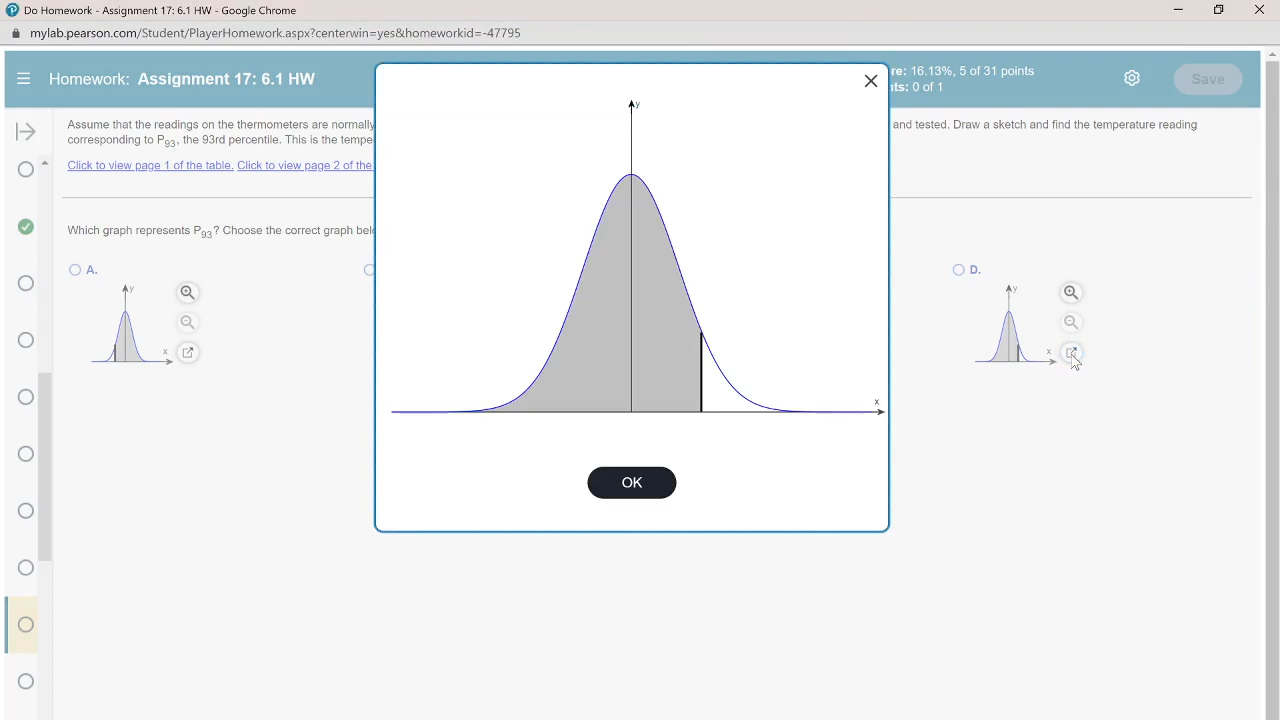 Do Homework - Assignment 17: 6.1 HW - Google Chrome
mylab.pearson.com/Student/PlayerHomework.aspx?centerwin=yes&homeworkid=-47795
Homework: Assignment 17: 6.1 HW
re: 16.13%, 5 of 31 points
nts: 0 of 1
Save
Assume that the readings on the thermometers are normally and tested. Draw a sketch and find the temperature reading
corresponding to P93, the 93rd percentile. This is the tempe
Click to view page 1 of the table. Click to view page 2 of the
Which graph represents P93? Choose the correct graph bel
A.
D.
y
x
y
x
y
x
OK